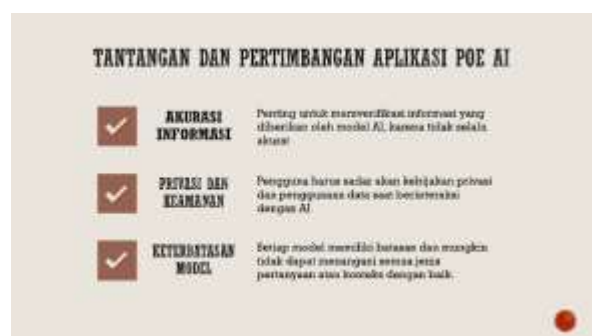 TANTANGAN DAN PERTIMBANGAN APLIKASI POE AI
AKURASI
INFORMASI
Penting untuk memverifikasi informasi yang
diberikan oleh model AI, karena tidak selalu
akurat
PRIVASI DAN
KEAMANAN
Pengguna harus sadar akan kebijakan privasi
dan penggunaan data saat berinteraksi
dengan AI
KETERBATASAN
MODEL
Setiap model memiliki batasan dan mungkin
tidak dapat menangani semua jenis
pertanyaan atau konteks dengan baik.